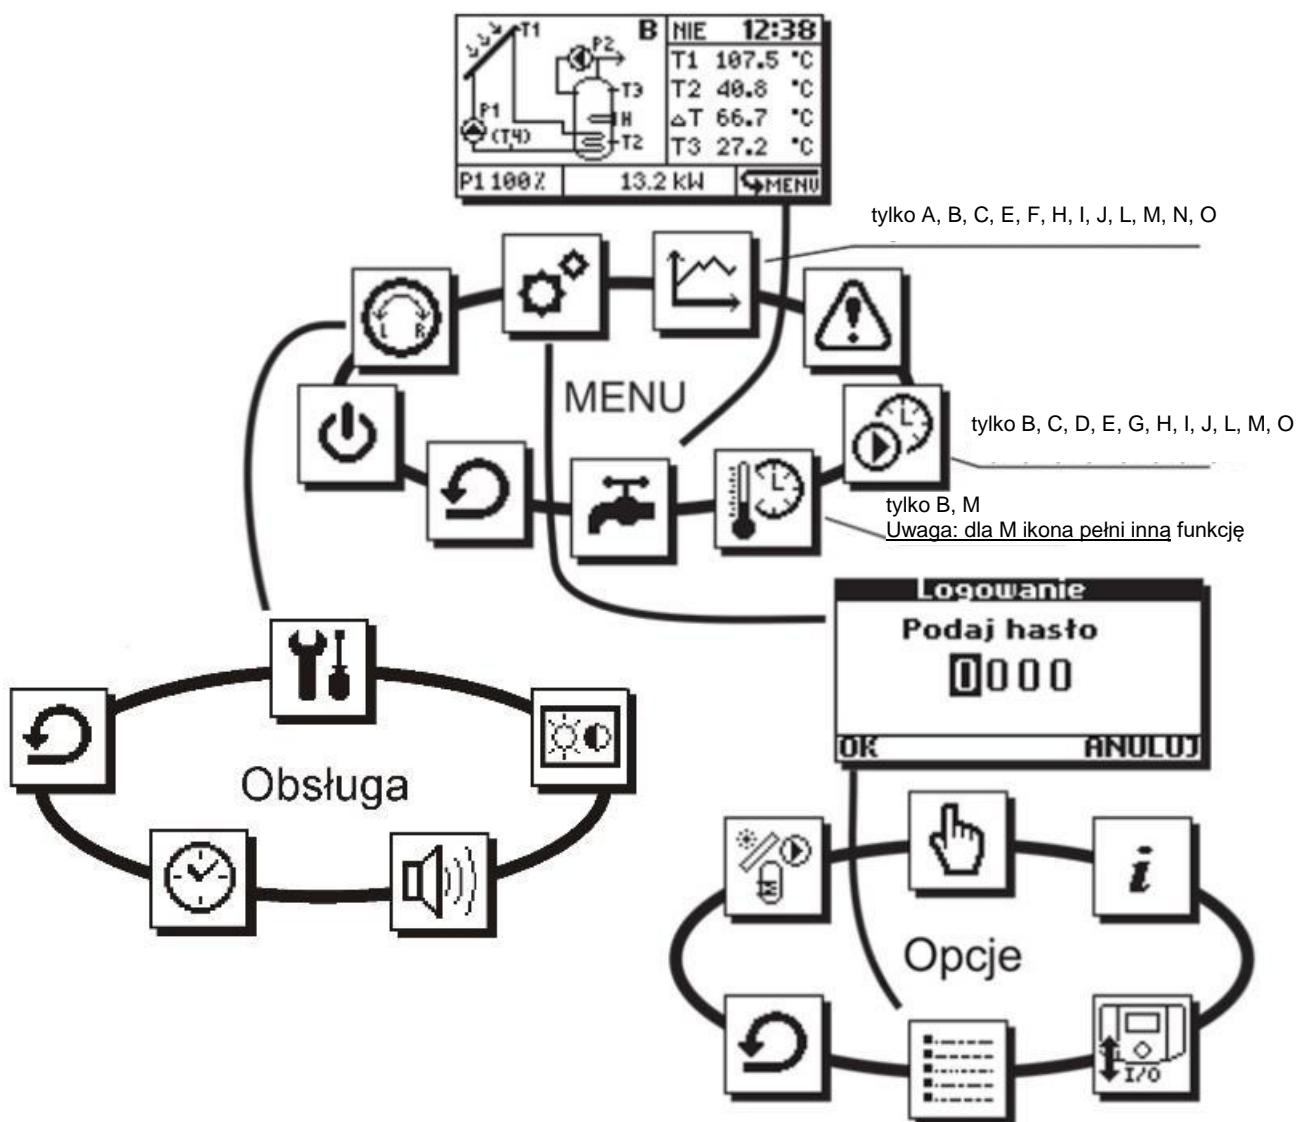 T1
B
NIE 12:38
P2
T1 107.5 °C
T3
T2 40.8 °C
P1
H
△T 66.7 °C
(T4)
T2
T3 27.2 °C
P1 100% 13.2 kW MENU
tylko A, B, C, E, F, H, I, J, L, M, N, O
L R
MENU
L
tylko B, C, D, E, G, H, I, J, L, M, O
L
tylko B, M
Uwaga: dla M ikona pełni inną funkcję
Logowanie
Podaj hasło
0000
OK ANULUJ
Obsługa
i
Opcje
I/O